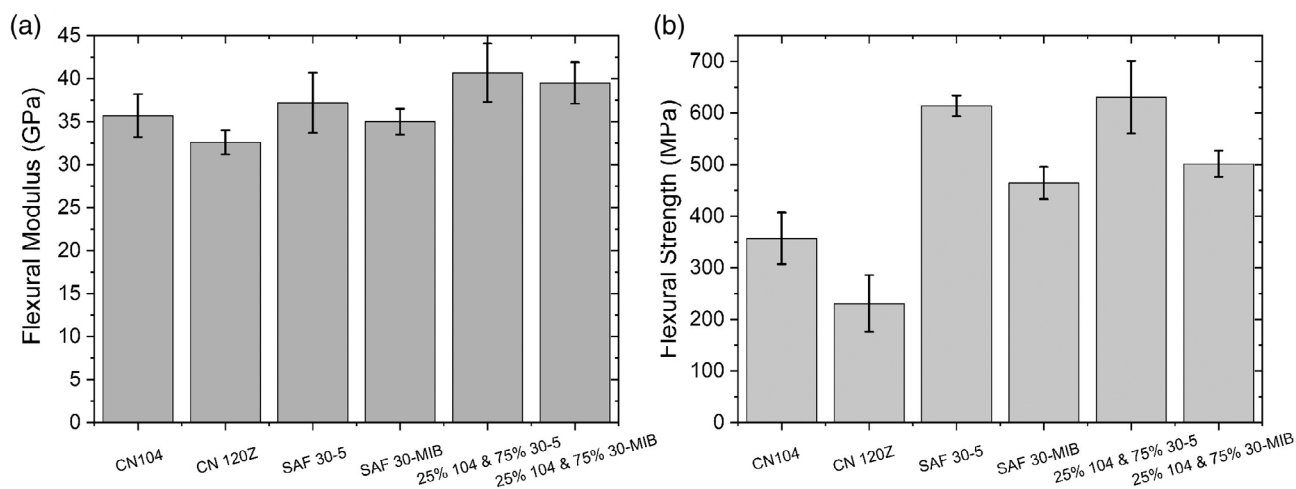 (a)
Flexural Modulus (GPa)
45
40
35
30
25
20
15
10
5
0
CN104
CN 120Z
SAF 30-5
SAF 30-MIB
25% 104 & 75% 30-5
25% 104 & 75% 30-MIB
(b)
Flexural Strength (MPa)
700
600
500
400
300
200
100
0
CN104
CN 120Z
SAF 30-5
SAF 30-MIB
25% 104 & 75% 30-5
25% 104 & 75% 30-MIB